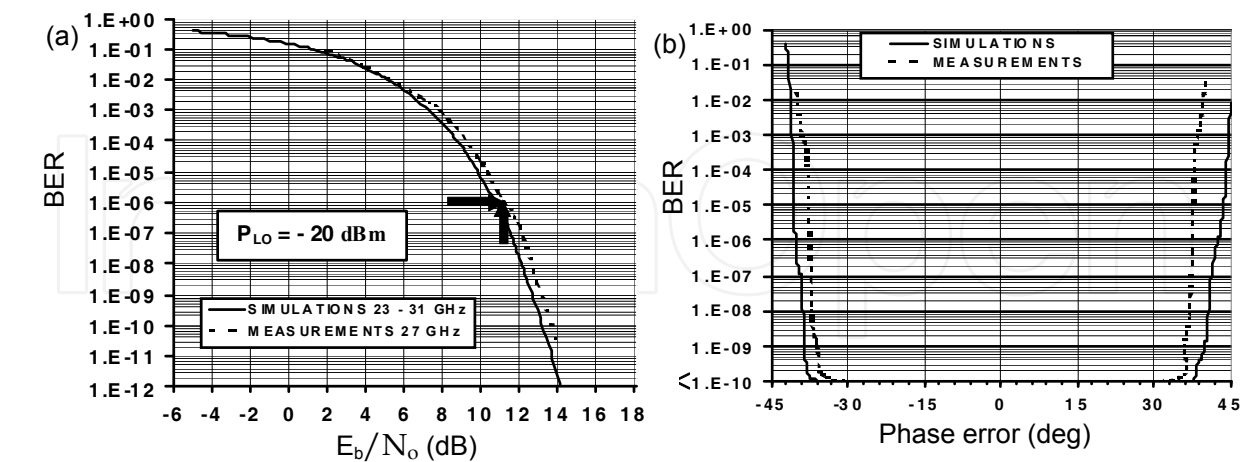 (a)
1.E+00
1.E-01
1.E-02
1.E-03
1.E-04
1.E-05
1.E-06
1.E-07
1.E-08
1.E-09
1.E-10
1.E-11
1.E-12
BER
P_LO = - 20 dBm
SIMULATIONS 23 - 31 GHz
MEASUREMENTS 27 GHz
-6 -4 -2 0 2 4 6 8 10 12 14 16 18
E_b/N_o (dB)
(b)
1.E+00
1.E-01
1.E-02
1.E-03
1.E-04
1.E-05
1.E-06
1.E-07
1.E-08
1.E-09
<1.E-10
BER
SIMULATIONS
MEASUREMENTS
-45 -30 -15 0 15 30 45
Phase error (deg)